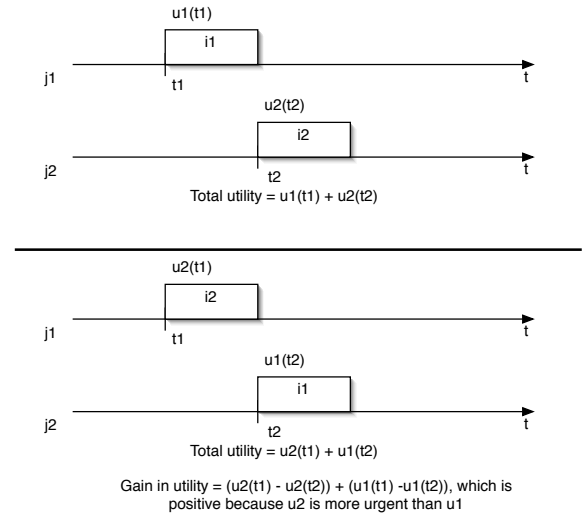 u1(t1)
i1
j1
t1
t
u2(t2)
i2
j2
t2
t
Total utility = u1(t1) + u2(t2)
u2(t1)
i2
j1
t1
t
u1(t2)
i1
j2
t2
t
Total utility = u2(t1) + u1(t2)
Gain in utility = (u2(t1) - u2(t2)) + (u1(t1) -u1(t2)), which is
positive because u2 is more urgent than u1